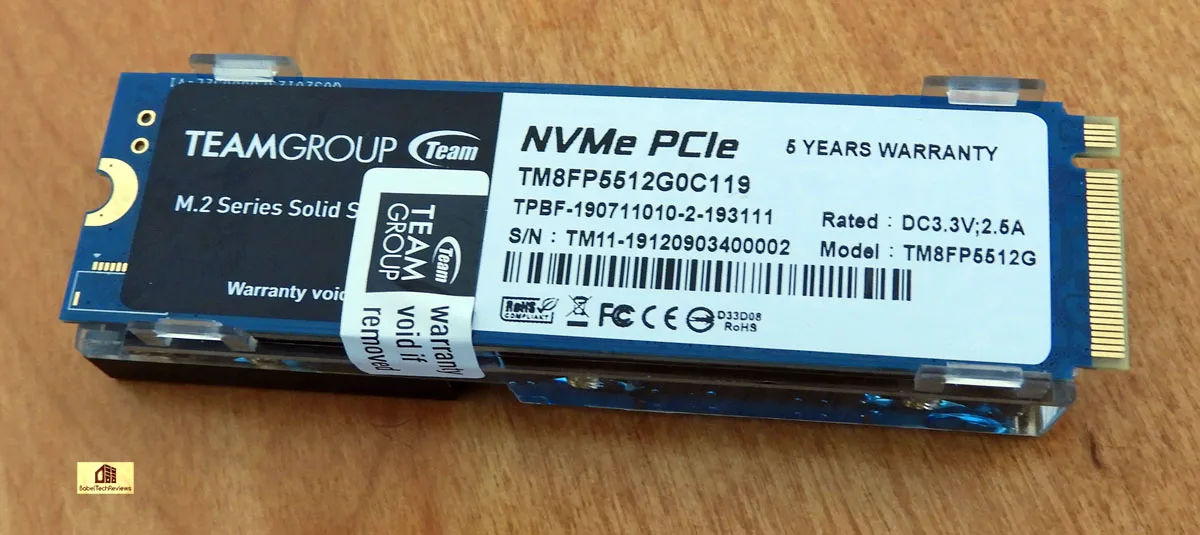 TEAMGROUP Team
M.2 Series Solid S
Warranty void
NVMe PCIe
5 YEARS WARRANTY
TM8FP5512G0C119
TPBF-190711010-2-193111
Rated : DC3.3V;2.5A
S/N : TM11-19120903400002
Model : TM8FP5512G
RoHS
COMPLIANT
FC CE
D33D08
RoHS
Team
TEAM
GROUP
warranty
void if
removed
BabelTechReviews